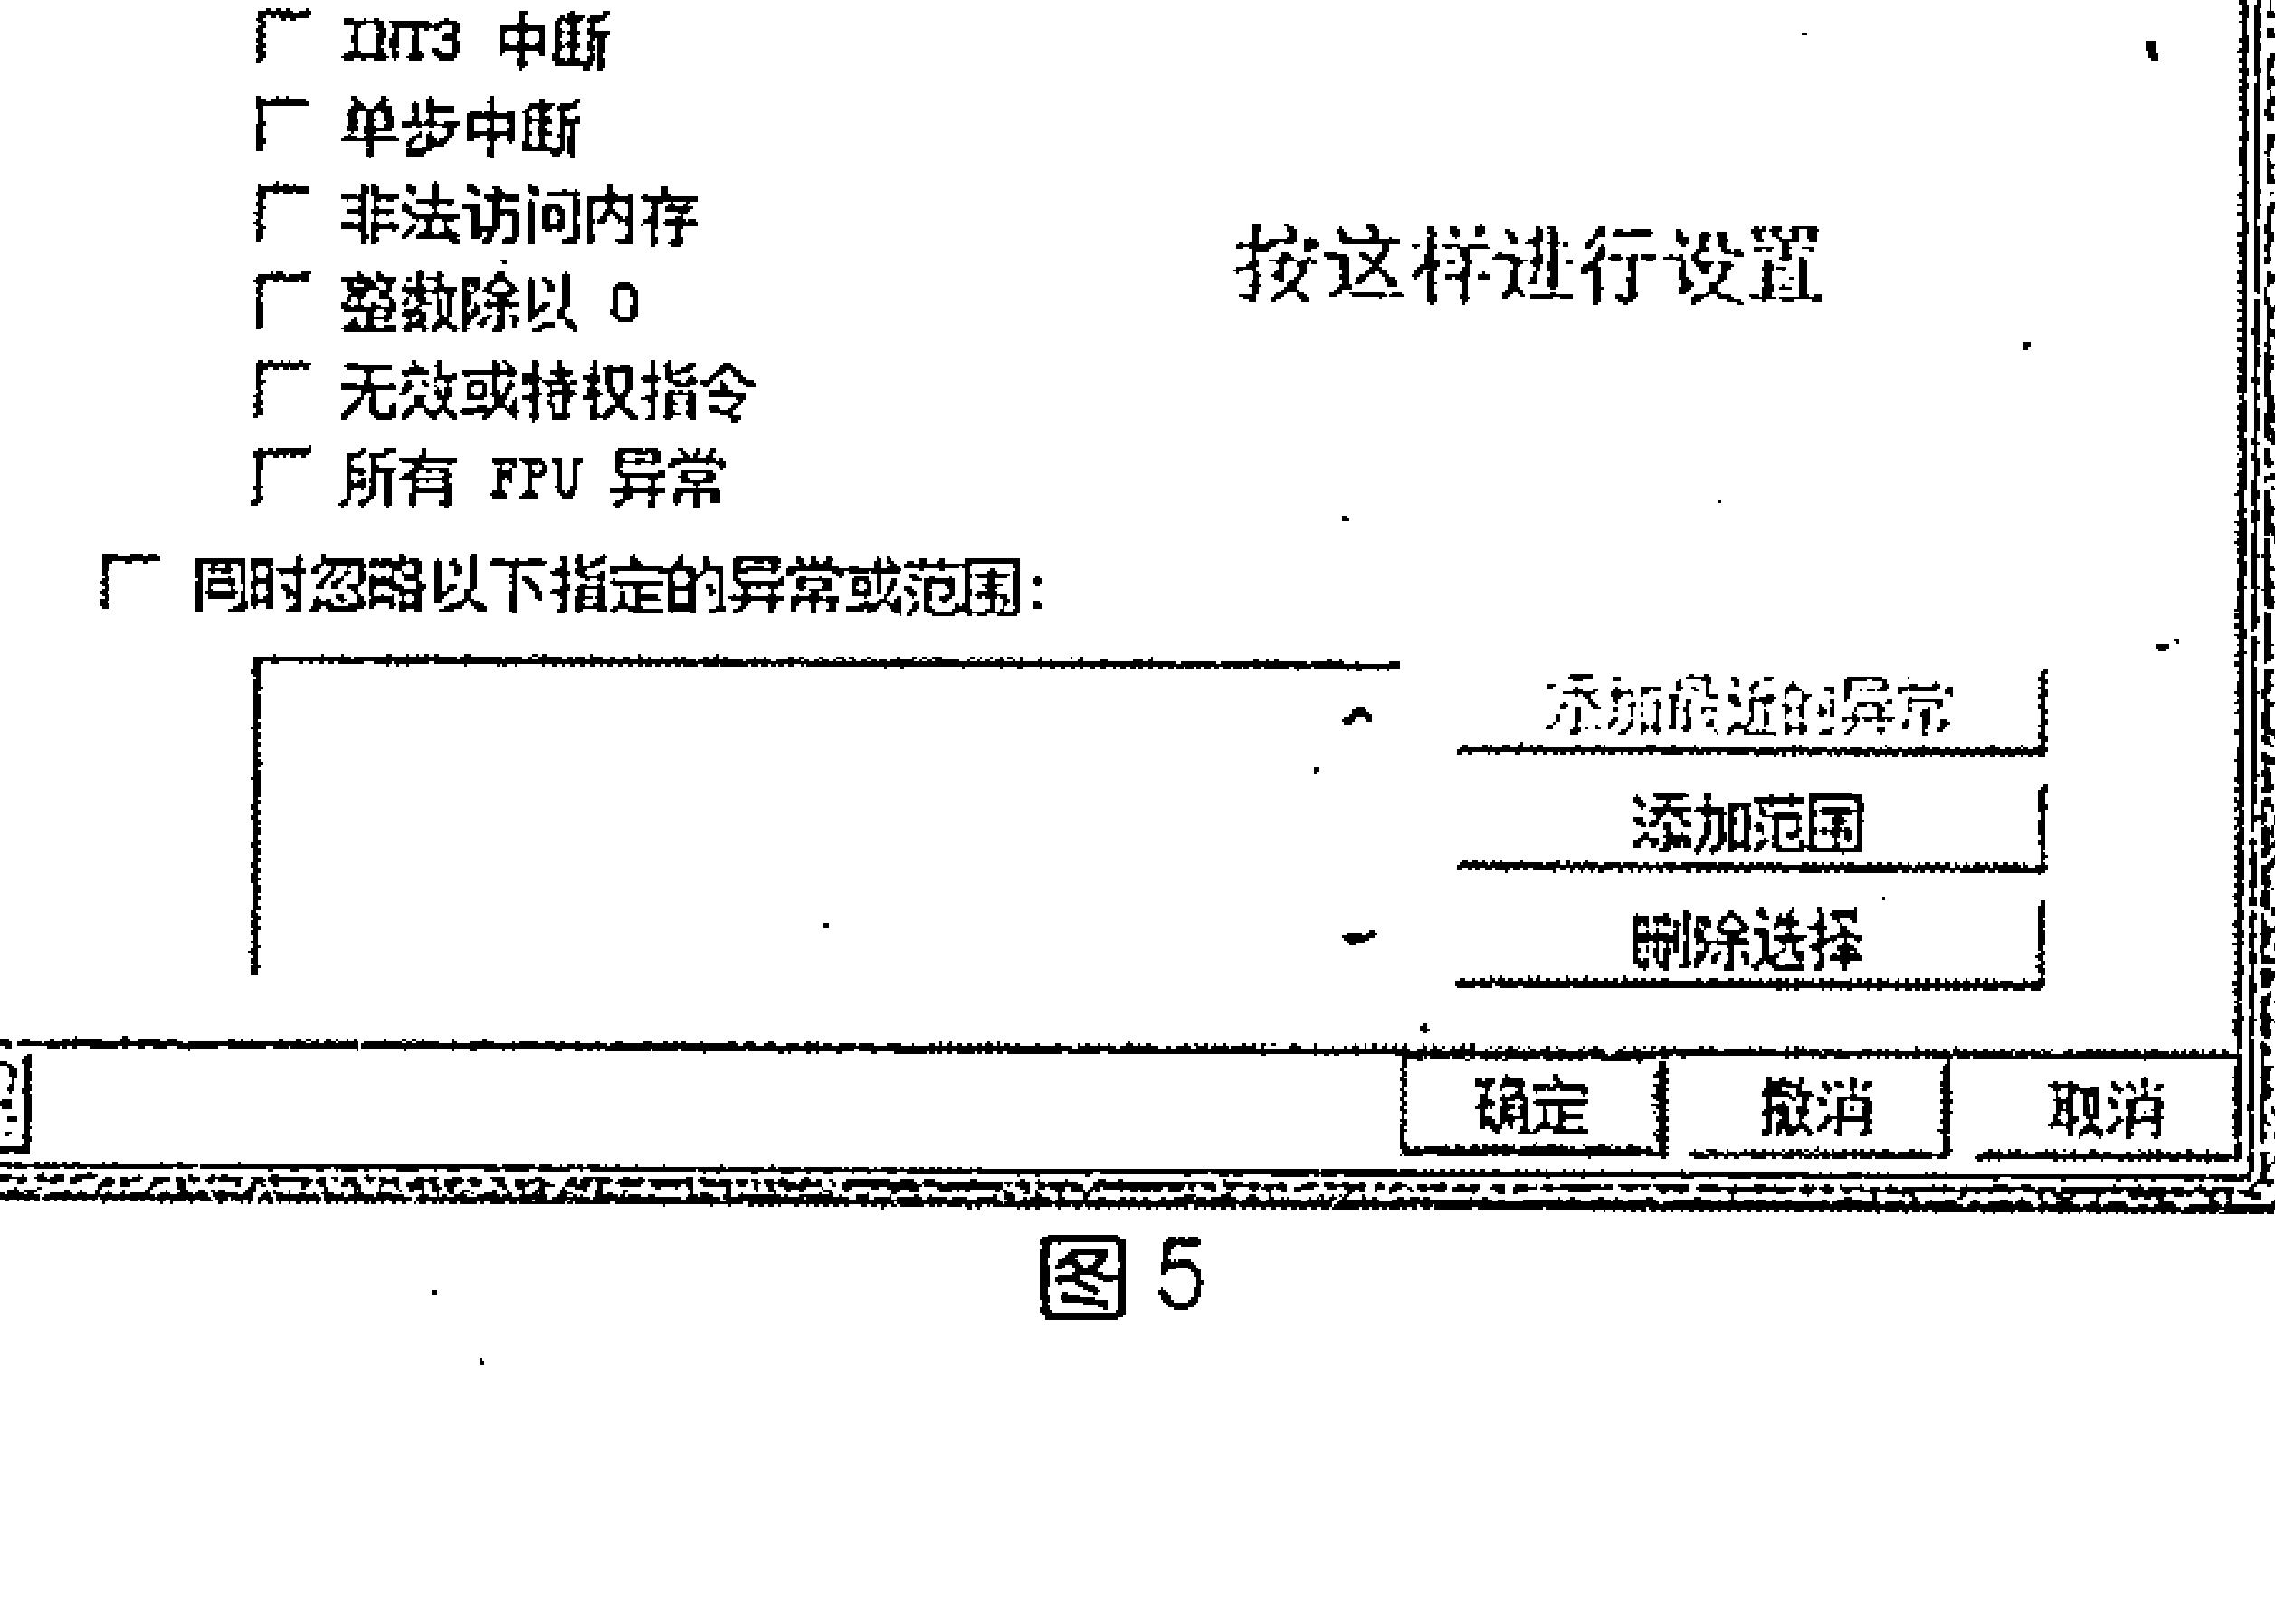 INT3 中断
单步中断
非法访问内存
按这样进行设置
整数除以 0
无效或特权指令
所有 FPU 异常
同时忽略以下指定的异常或范围:
添加最近的异常
添加范围
删除选择
确定 撤消 取消
图 5